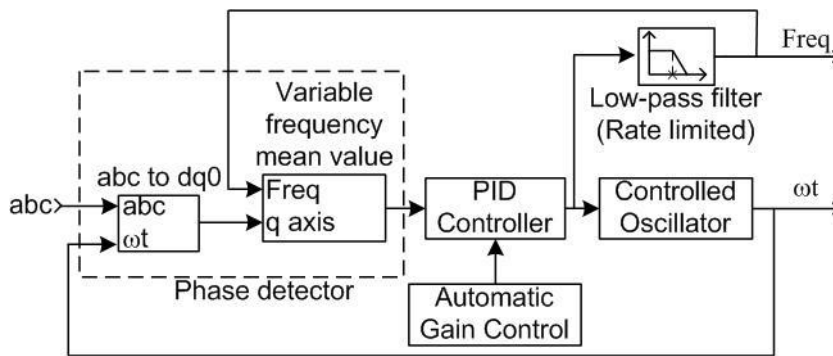 Freq
Variable
frequency
mean value
Low-pass filter
(Rate limited)
abc to dq0
abc
abc
ωt
Freq
q axis
PID
Controller
Controlled
Oscillator
ωt
Phase detector
Automatic
Gain Control